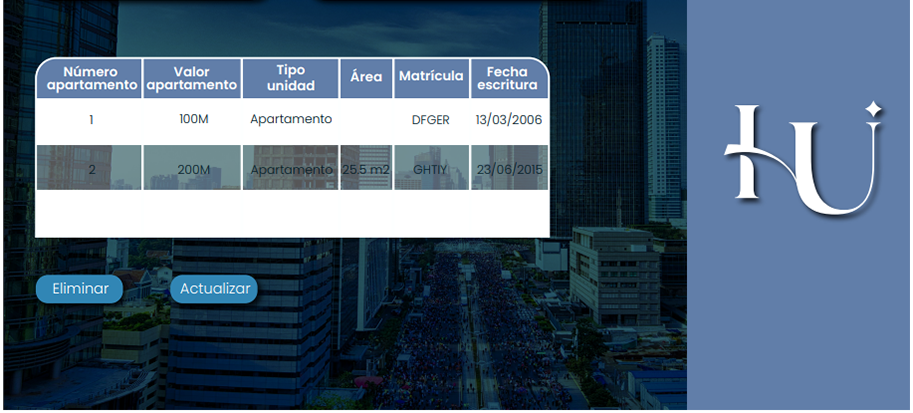 Número apartamento Valor apartamento Tipo unidad Área Matrícula Fecha escritura
1 100M Apartamento DFGER 13/03/2006
2 200M Apartamento 25.5 m2 GHTIY 23/06/2015
Eliminar Actualizar
HU